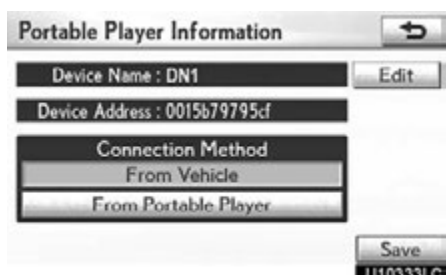 Portable Player Information
Device Name : DN1
Edit
Device Address : 0015b79795cf
Connection Method
From Vehicle
From Portable Player
Save